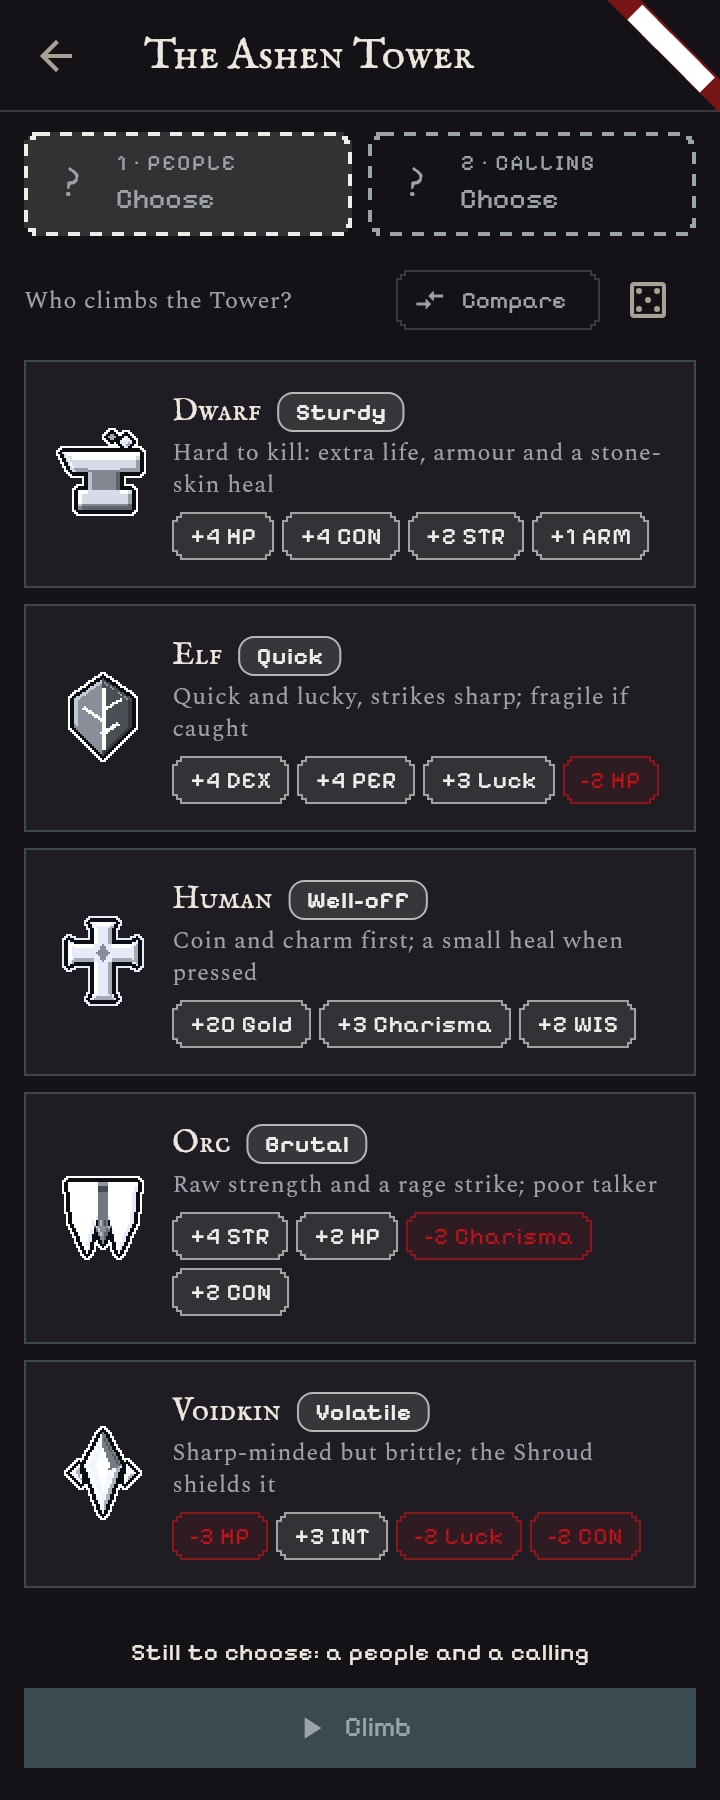 The Ashen Tower
?
1 · PEOPLE
Choose
?
2 · CALLING
Choose
Who climbs the Tower?
Compare
Dwarf
Sturdy
Hard to kill: extra life, armour and a stone-
skin heal
+4 HP
+4 CON
+2 STR
+1 ARM
Elf
Quick
Quick and lucky, strikes sharp; fragile if
caught
+4 DEX
+4 PER
+3 Luck
-2 HP
Human
Well-off
Coin and charm first; a small heal when
pressed
+20 Gold
+3 Charisma
+2 WIS
Orc
Brutal
Raw strength and a rage strike; poor talker
+4 STR
+2 HP
-2 Charisma
+2 CON
Voidkin
Volatile
Sharp-minded but brittle; the Shroud
shields it
-3 HP
+3 INT
-2 Luck
-2 CON
Still to choose: a people and a calling
Climb